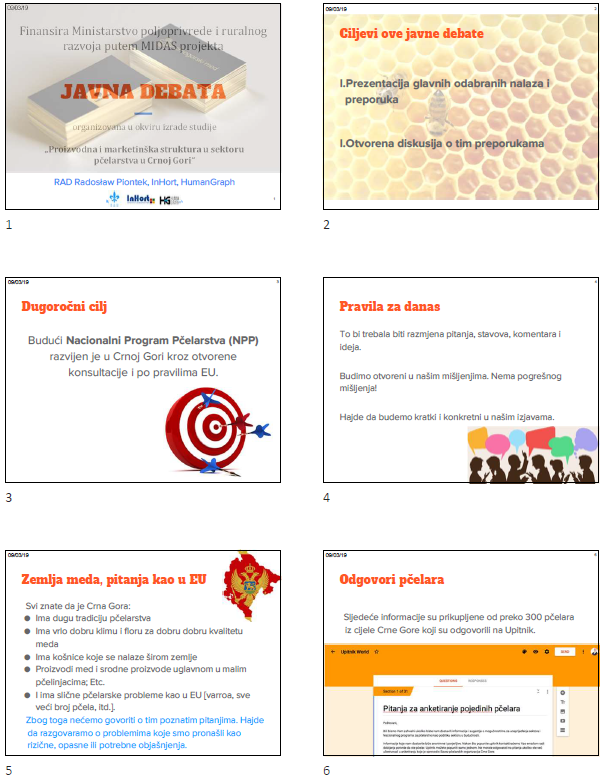 09/03/19
Finansira Ministarstvo poljoprivrede i ruralnog
razvoja putem MIDAS projekta
JAVNA DEBATA
organizovana u okviru izrade studije
„Proizvodna i marketinška struktura u sektoru
pčelarstva u Crnoj Gori"
RAD Radosław Piontek, InHort, HumanGraph
InHort
HG
1
09/03/19
Ciljevi ove javne debate
I.Prezentacija glavnih odabranih nalaza i
preporuka
I.Otvorena diskusija o tim preporukama
2
09/03/19
Dugoročni cilj
Budući Nacionalni Program Pčelarstva (NPP)
razvijen je u Crnoj Gori kroz otvorene
konsultacije i po pravilima EU.
3
Pravila za danas
To bi trebala biti razmjena pitanja, stavova, komentara i
ideja.
Budimo otvoreni u našim mišljenjima. Nema pogrešnog
mišljenja!
Hajde da budemo kratki i konkretni u našim izjavama.
4
09/03/19
Zemlja meda, pitanja kao u EU
Svi znate da je Crna Gora:
● Ima dugu tradiciju pčelarstva
● Ima vrlo dobru klimu i floru za dobru dobru kvalitetu
meda
● Ima košnice koje se nalaze širom zemlje
● Proizvodi med i srodne proizvode uglavnom u malim
pčelinjacima; Etc.
● I ima slične pčelarske probleme kao u EU [varroa, sve
veći broj pčela, itd.].
Zbog toga nećemo govoriti o tim poznatim pitanjima. Hajde
da razgovaramo o problemima koje smo pronašli kao
rizične, opasne ili potrebne objašnjenja.
5
09/03/19
Odgovori pčelara
Sljedeće informacije su prikupljene od preko 300 pčelara
iz cijele Crne Gore koji su odgovorili na Upitnik.
Upitnik World
SEND
QUESTIONS
RESPONSES
Section 1 of 31
Pitanja za anketiranje pojedinih pčelara
6